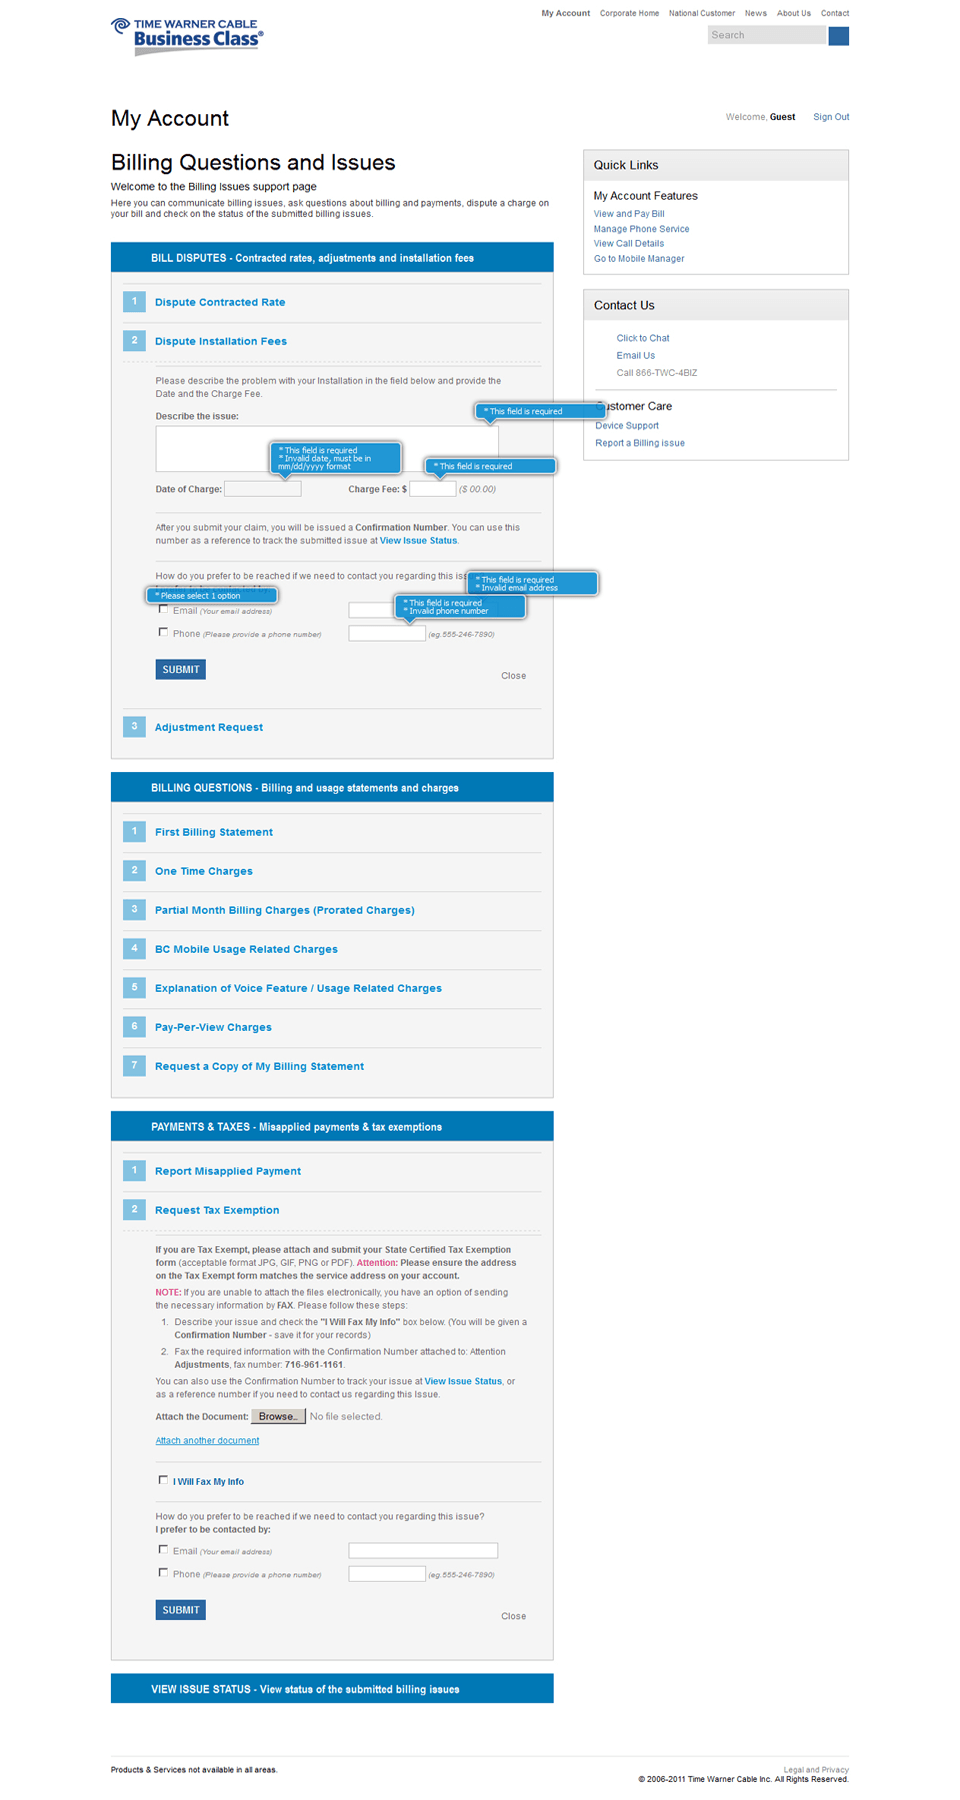 My Account Corporate Home National Customer News About Us Contact
TIME WARNER CABLE
Business Class®
Search
My Account
Welcome, Guest Sign Out
Billing Questions and Issues
Welcome to the Billing Issues support page
Here you can communicate billing issues, ask questions about billing and payments, dispute a charge on
your bill and check on the status of the submitted billing issues.
Quick Links
My Account Features
View and Pay Bill
Manage Phone Service
View Call Details
Go to Mobile Manager
Contact Us
Click to Chat
Email Us
Call 866-TWC-4BIZ
Customer Care
Device Support
Report a Billing issue
BILL DISPUTES - Contracted rates, adjustments and installation fees
1 Dispute Contracted Rate
2 Dispute Installation Fees
Please describe the problem with your Installation in the field below and provide the
Date and the Charge Fee.
* This field is required
Describe the issue:
* This field is required
* Invalid date, must be in
mm/dd/yyyy format
* This field is required
Date of Charge: Charge Fee: $ ($ 00.00)
After you submit your claim, you will be issued a Confirmation Number. You can use this
number as a reference to track the submitted issue at View Issue Status.
How do you prefer to be reached if we need to contact you regarding this
* This field is required
* Invalid email address
* Please select 1 option
* This field is required
* Invalid phone number
Email (Your email address)
Phone (Please provide a phone number) (eg.555-246-7890)
SUBMIT
Close
3 Adjustment Request
BILLING QUESTIONS - Billing and usage statements and charges
1 First Billing Statement
2 One Time Charges
3 Partial Month Billing Charges (Prorated Charges)
4 BC Mobile Usage Related Charges
5 Explanation of Voice Feature / Usage Related Charges
6 Pay-Per-View Charges
7 Request a Copy of My Billing Statement
PAYMENTS & TAXES - Misapplied payments & tax exemptions
1 Report Misapplied Payment
2 Request Tax Exemption
If you are Tax Exempt, please attach and submit your State Certified Tax Exemption
form (acceptable format JPG, GIF, PNG or PDF). Attention: Please ensure the address
on the Tax Exempt form matches the service address on your account.
NOTE: If you are unable to attach the files electronically, you have an option of sending
the necessary information by FAX. Please follow these steps:
1. Describe your issue and check the "I Will Fax My Info" box below. (You will be given a
Confirmation Number - save it for your records)
2. Fax the required information with the Confirmation Number attached to: Attention
Adjustments, fax number: 716-961-1161.
You can also use the Confirmation Number to track your issue at View Issue Status, or
as a reference number if you need to contact us regarding this Issue.
Attach the Document: Browse.. No file selected.
Attach another document
I Will Fax My Info
How do you prefer to be reached if we need to contact you regarding this issue?
I prefer to be contacted by:
Email (Your email address)
Phone (Please provide a phone number) (eg.555-246-7890)
SUBMIT
Close
VIEW ISSUE STATUS - View status of the submitted billing issues
Products & Services not available in all areas.
Legal and Privacy
© 2006-2011 Time Warner Cable Inc. All Rights Reserved.